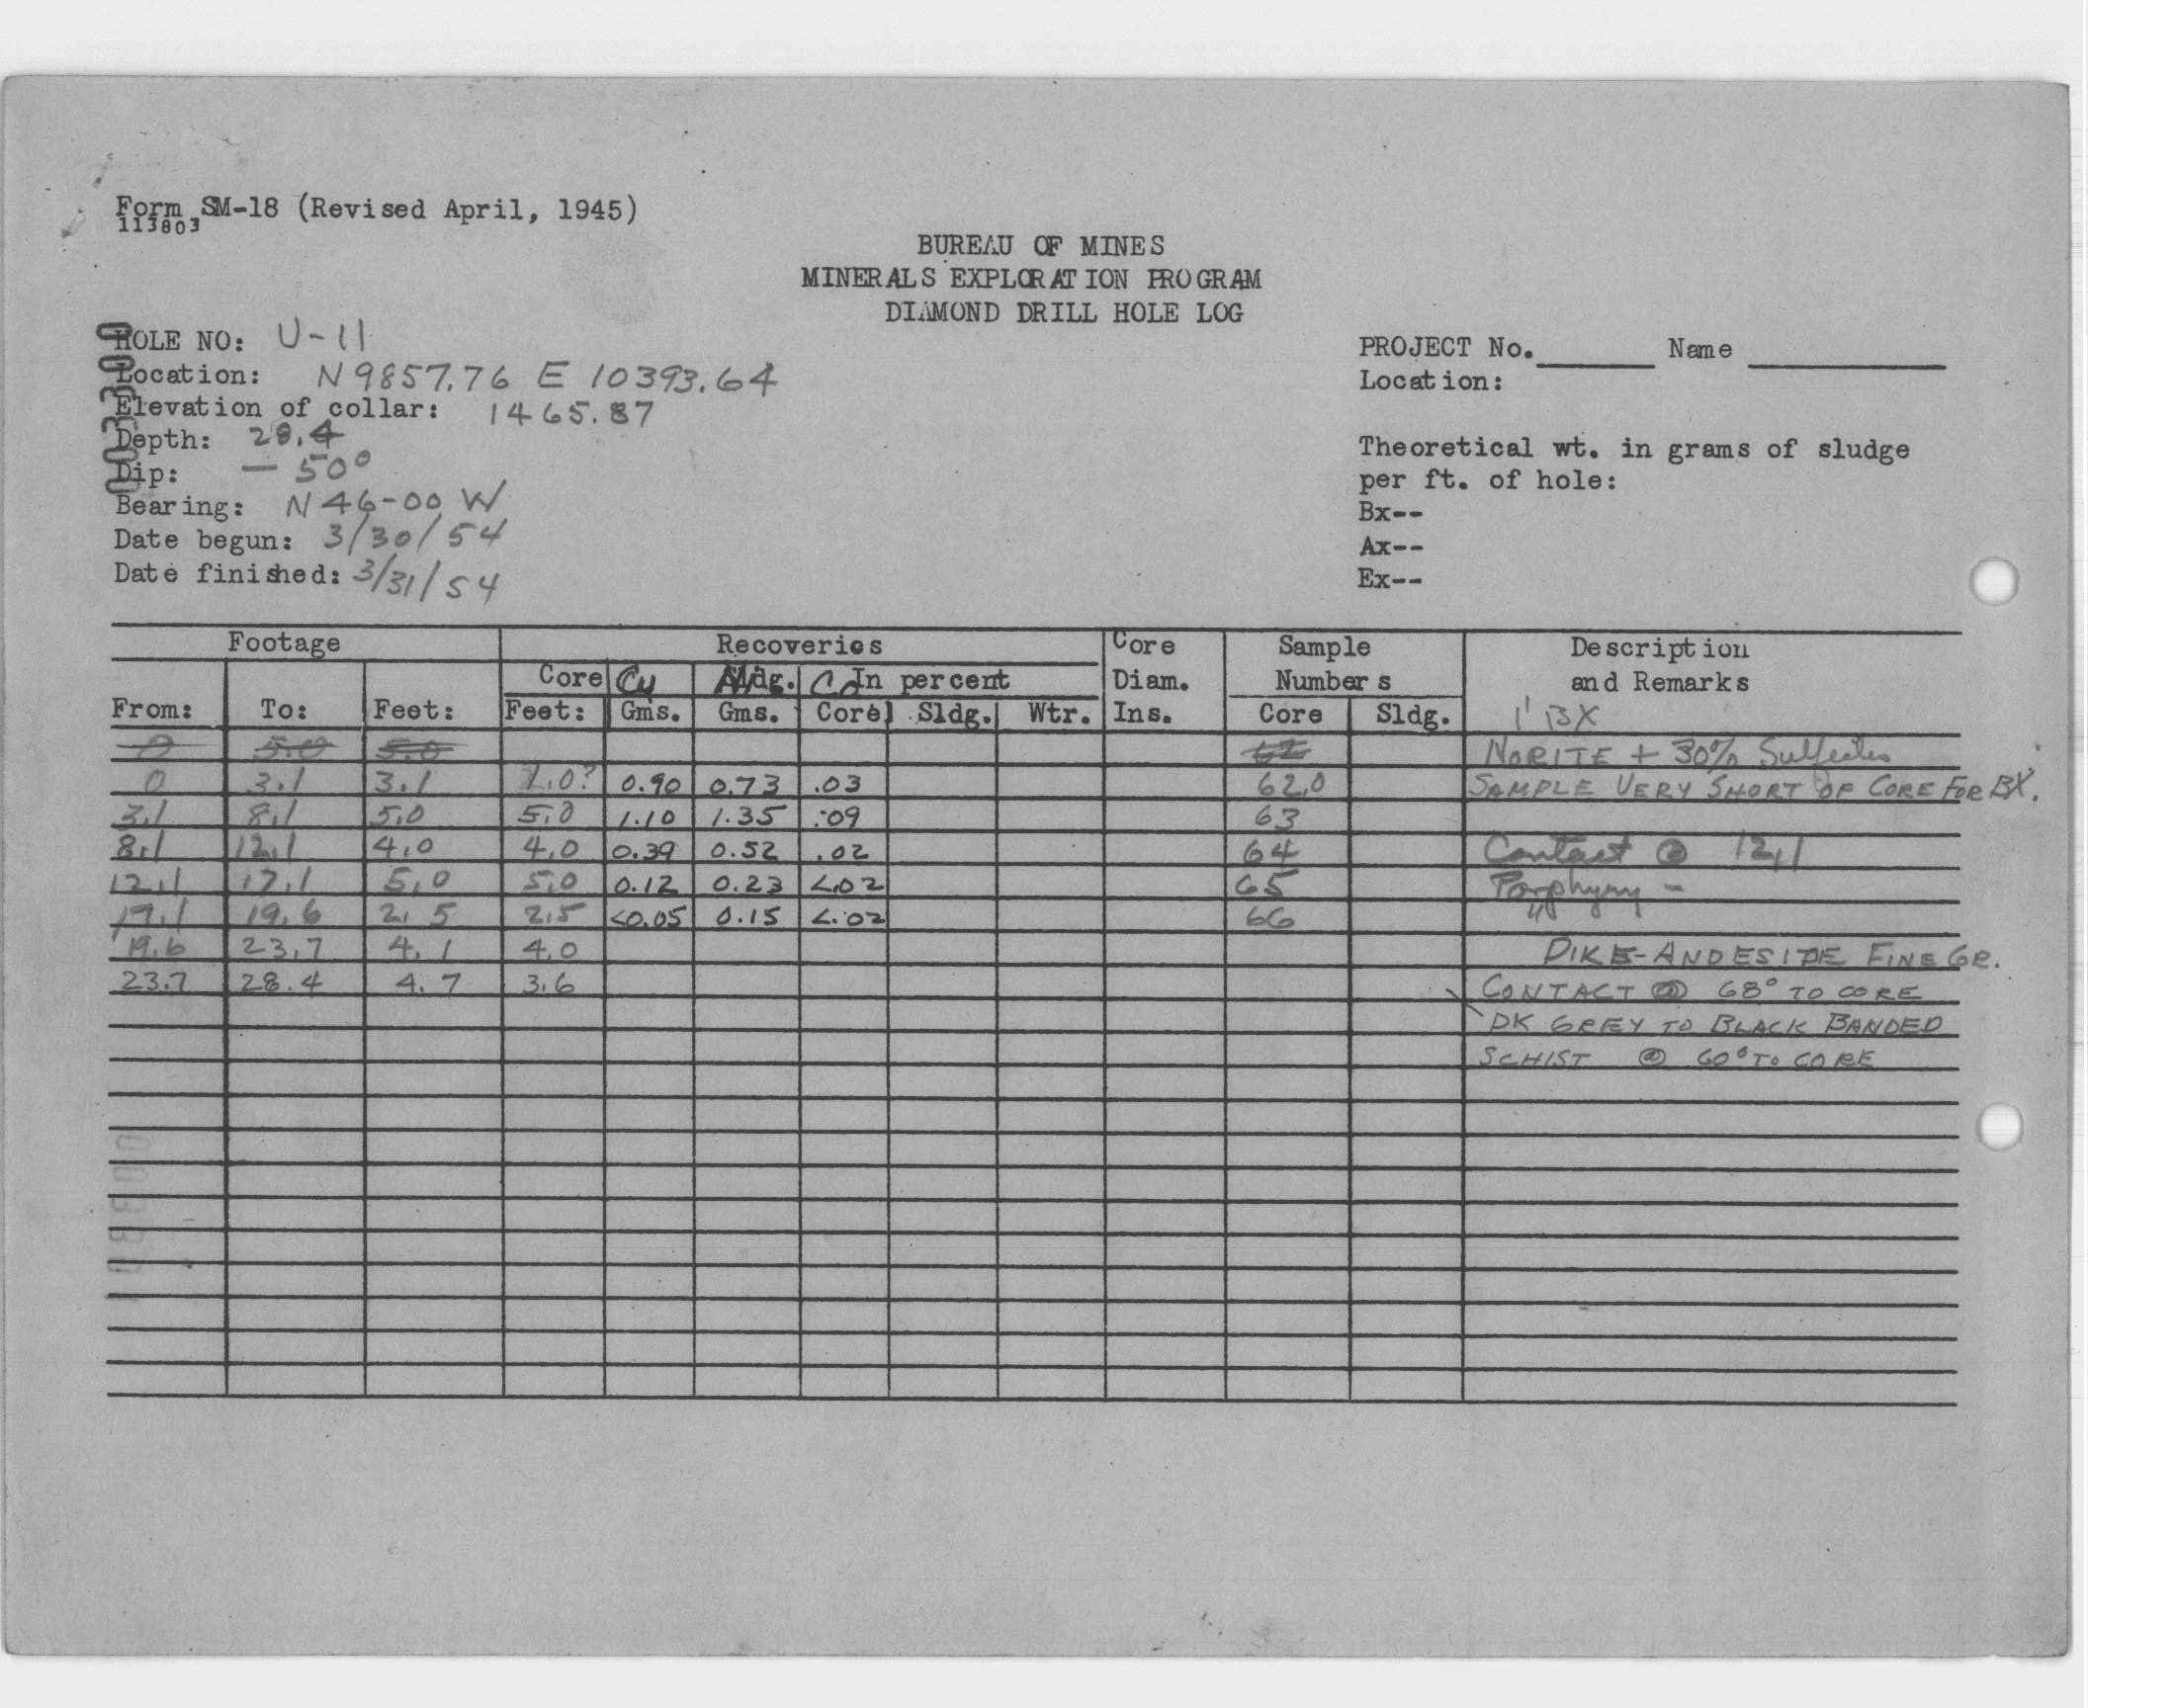 Form SM-18 (Revised April, 1945)
113803
BUREAU OF MINES
MINERALS EXPLORATION PROGRAM
DIAMOND DRILL HOLE LOG
HOLE NO: U-11
Location: N 9857.76 E 10393.64
Elevation of collar: 1465.87
Depth: 28.4
Dip: - 50°
Bearing: N 46-00 W
Date begun: 3/30/54
Date finished: 3/31/54
PROJECT No. Name
Location:
Theoretical wt. in grams of sludge
per ft. of hole:
Bx--
Ax--
Ex--
Footage Recoveries Core Sample Description
Core Cu Sldg. Co In percent Diam. Numbers and Remarks
From: To: Feet: Feet: Gms. Gms. Core Sldg. Wtr. Ins. Core Sldg. 1' BX
0 5.0 5.0 62 NORITE + 30% Sulfides
0 3.1 3.1 1.0? 0.90 0.73 .03 62.0 SAMPLE VERY SHORT OF CORE FOR BX.
3.1 8.1 5.0 5.0 1.10 1.35 .09 63
8.1 12.1 4.0 4.0 0.39 0.52 .02 64 Contact @ 12.1
12.1 17.1 5.0 5.0 0.12 0.23 <.02 65 Porphyry -
17.1 19.6 2.5 2.5 <0.05 0.15 <.02 66 "
19.6 23.7 4.1 4.0 DIKE-ANDESITE FINE GR.
23.7 28.4 4.7 3.6 CONTACT @ 68° TO CORE
DK GREY TO BLACK BANDED
SCHIST @ 60° TO CORE